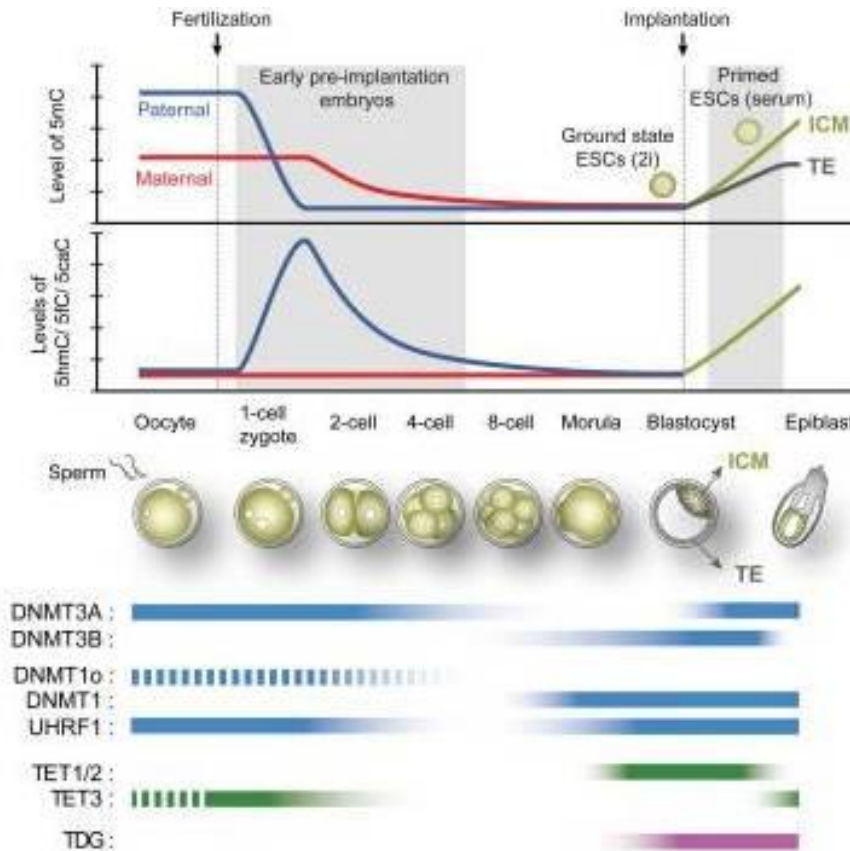 Fertilization
Implantation
Early pre-implantation
embryos
Primed
ESCs (serum)
Paternal
Maternal
Ground state
ESCs (2i)
ICM
TE
Level of 5mC
Levels of
5hmC/ 5fC/ 5caC
Oocyte
1-cell
zygote
2-cell
4-cell
8-cell
Morula
Blastocyst
Epiblast
Sperm
ICM
TE
DNMT3A :
DNMT3B :
DNMT1o :
DNMT1 :
UHRF1 :
TET1/2 :
TET3 :
TDG :